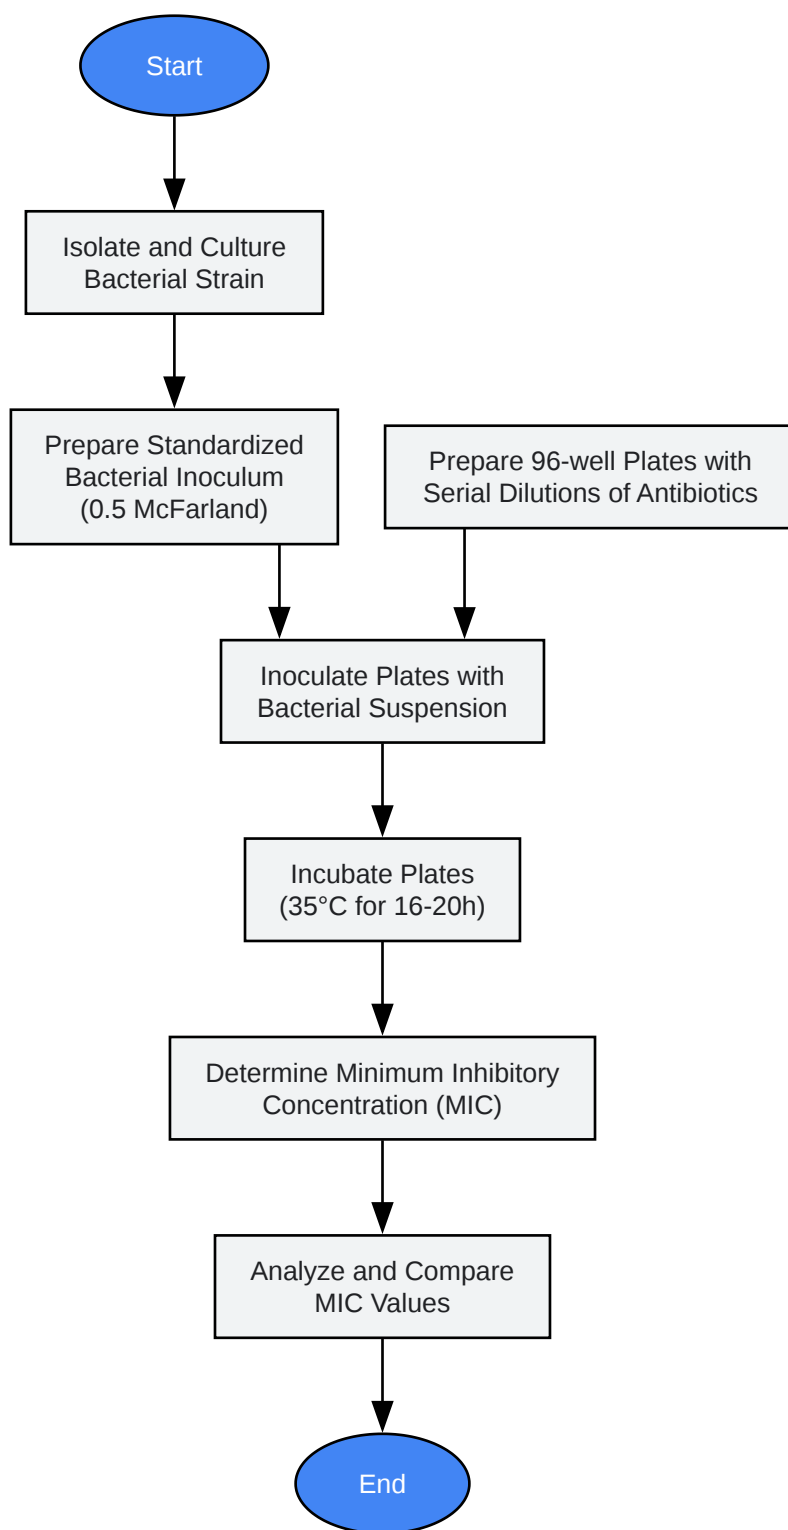 Start
Isolate and Culture
Bacterial Strain
Prepare Standardized
Bacterial Inoculum
(0.5 McFarland)
Prepare 96-well Plates with
Serial Dilutions of Antibiotics
Inoculate Plates with
Bacterial Suspension
Incubate Plates
(35°C for 16-20h)
Determine Minimum Inhibitory
Concentration (MIC)
Analyze and Compare
MIC Values
End